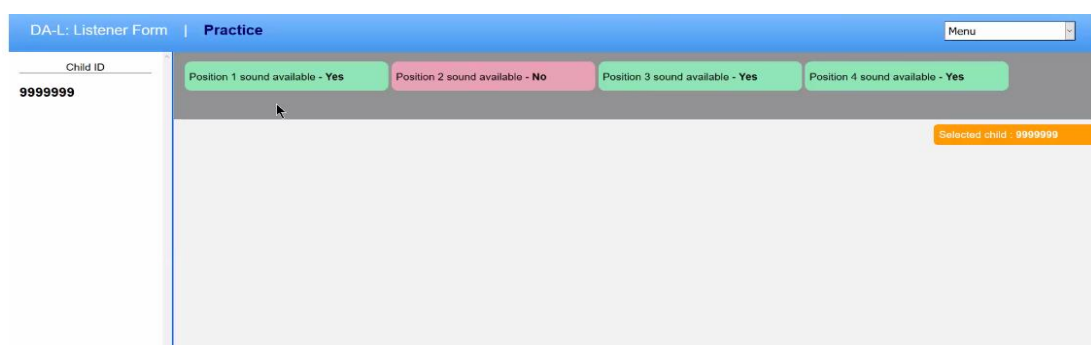 DA-L: Listener Form | Practice
Menu
Child ID
9999999
Position 1 sound available - Yes
Position 2 sound available - No
Position 3 sound available - Yes
Position 4 sound available - Yes
Selected child : 9999999